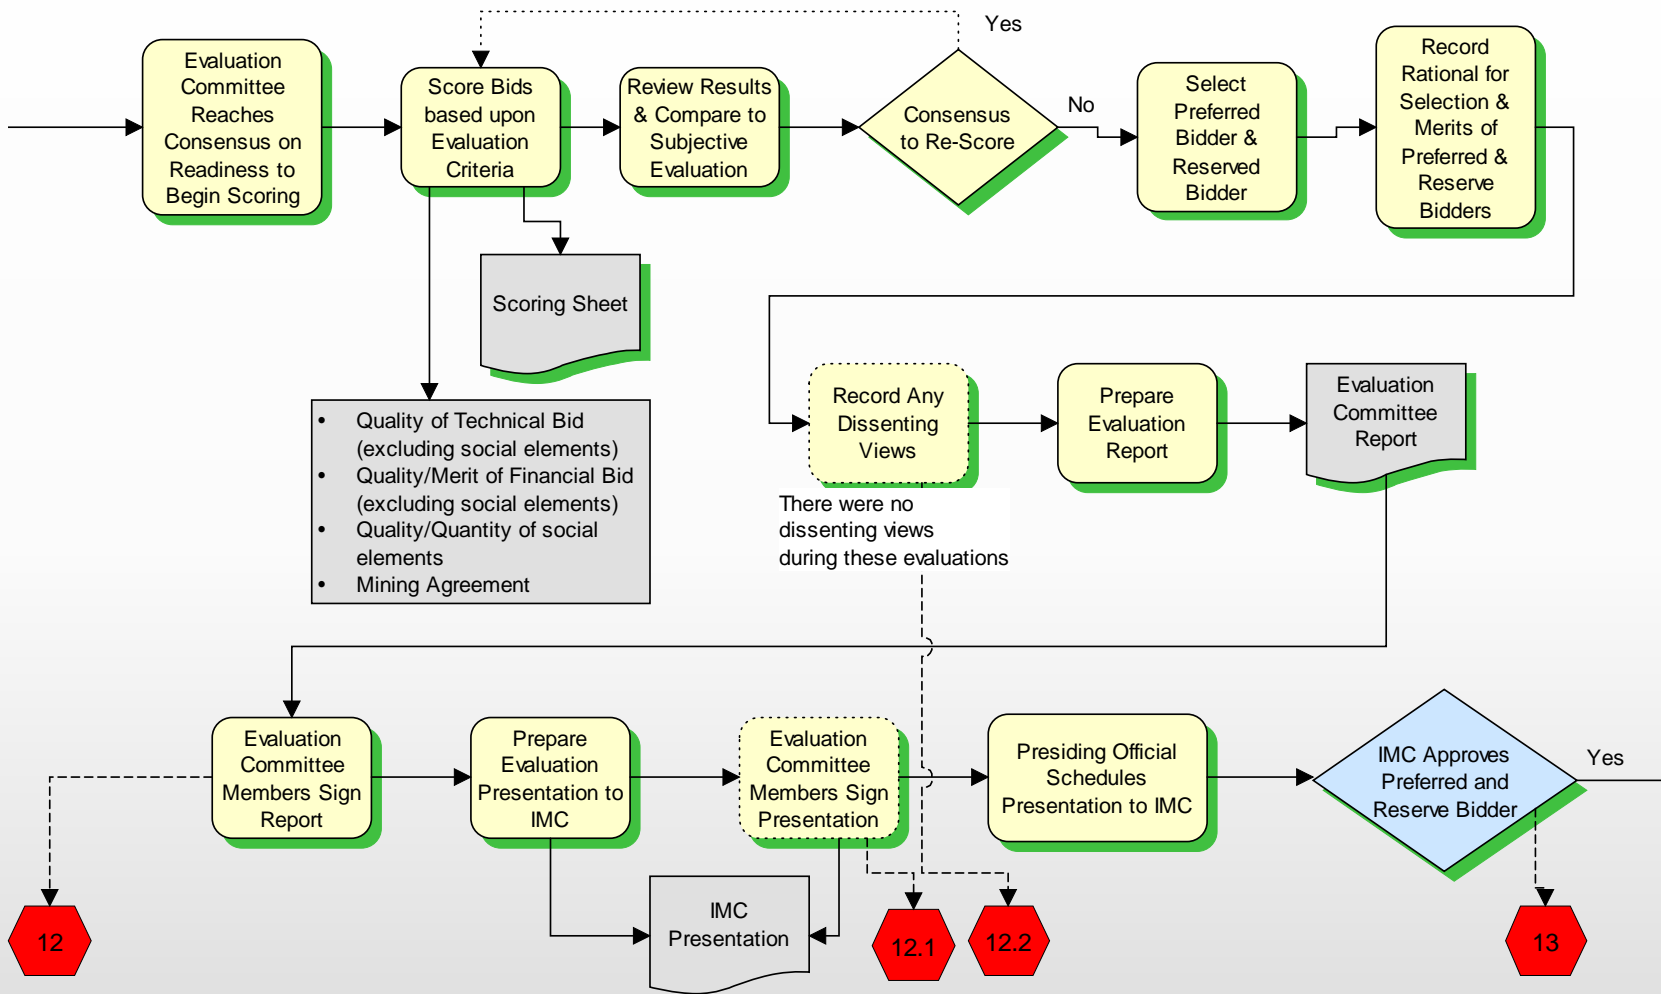 Evaluation
Committee
Reaches
Consensus on
Readiness to
Begin Scoring
Score Bids
based upon
Evaluation
Criteria
Review Results
& Compare to
Subjective
Evaluation
Yes
Consensus
to Re-Score
No
Select
Preferred
Bidder &
Reserved
Bidder
Record
Rational for
Selection &
Merits of
Preferred &
Reserve
Bidders
Scoring Sheet
• Quality of Technical Bid
(excluding social elements)
• Quality/Merit of Financial Bid
(excluding social elements)
• Quality/Quantity of social
elements
• Mining Agreement
Record Any
Dissenting
Views
There were no
dissenting views
during these evaluations
Prepare
Evaluation
Report
Evaluation
Committee
Report
Evaluation
Committee
Members Sign
Report
Prepare
Evaluation
Presentation to
IMC
Evaluation
Committee
Members Sign
Presentation
Presiding Official
Schedules
Presentation to IMC
IMC Approves
Preferred and
Reserve Bidder
Yes
12
IMC
Presentation
12.1
12.2
13